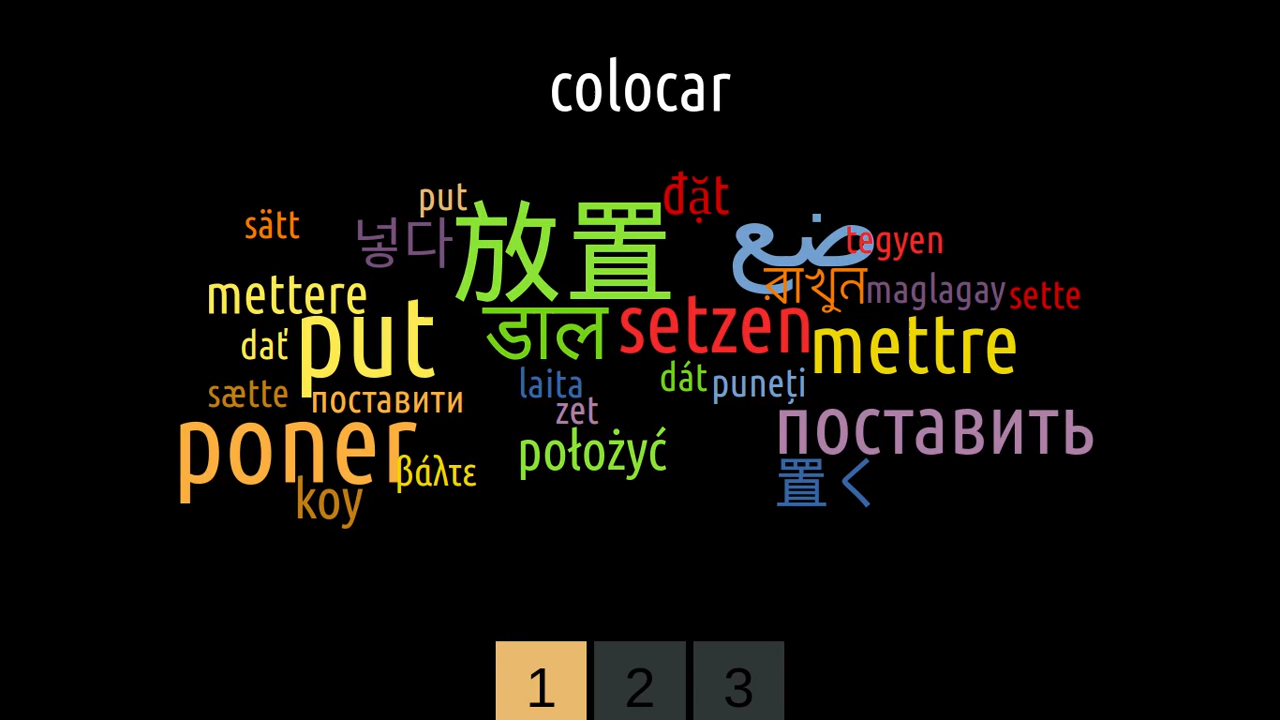 colocar
put
đặt
sätt
넣다
放置
ضع
tegyen
mettere
রাখুন
maglagay
sette
dať
put
डाल
setzen
mettre
sætte
поставити
laita
zet
dát
puneți
poner
βάλτε
położyć
поставить
koy
置く
1 2 3